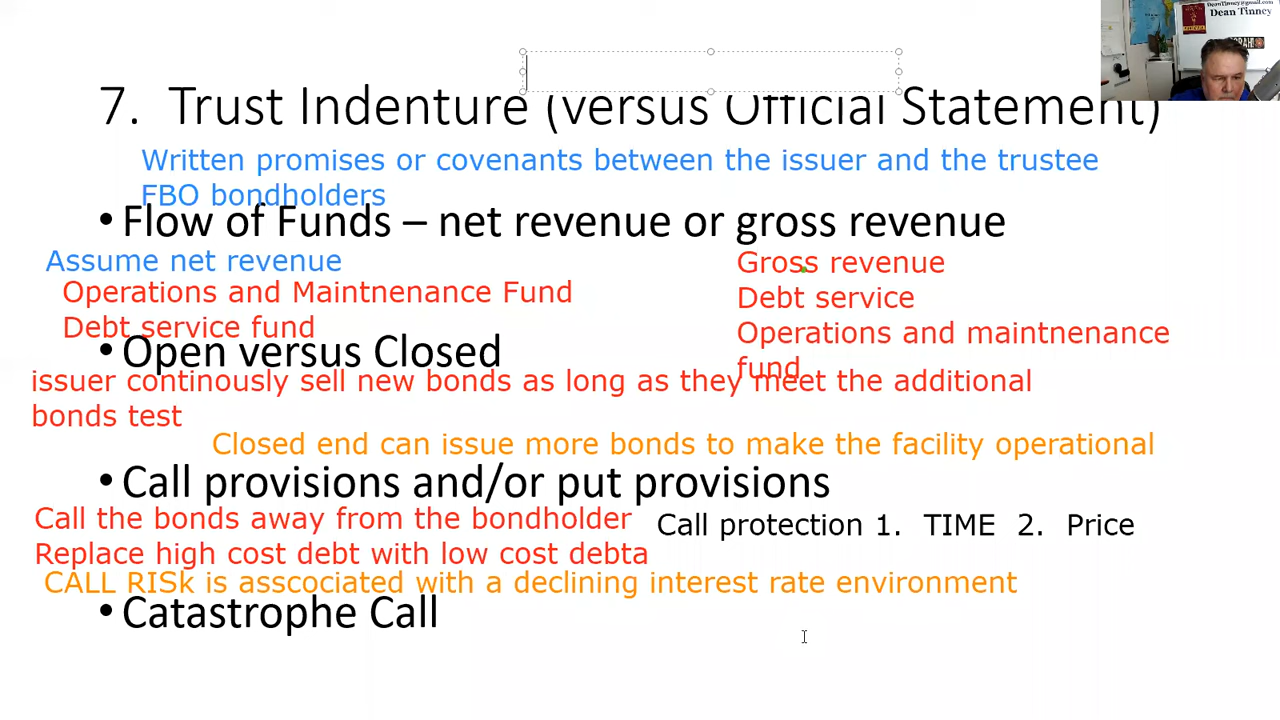 DeanTinney@gmail.com
Dean Tinney
7. Trust Indenture (versus Official Statement)
Written promises or covenants between the issuer and the trustee
FBO bondholders
• Flow of Funds – net revenue or gross revenue
Assume net revenue
Operations and Maintnenance Fund
Debt service fund
Gross revenue
Debt service
Operations and maintnenance
fund
• Open versus Closed
issuer continously sell new bonds as long as they meet the additional
bonds test
Closed end can issue more bonds to make the facility operational
• Call provisions and/or put provisions
Call the bonds away from the bondholder
Replace high cost debt with low cost debta
Call protection 1. TIME 2. Price
CALL RISk is asscociated with a declining interest rate environment
• Catastrophe Call